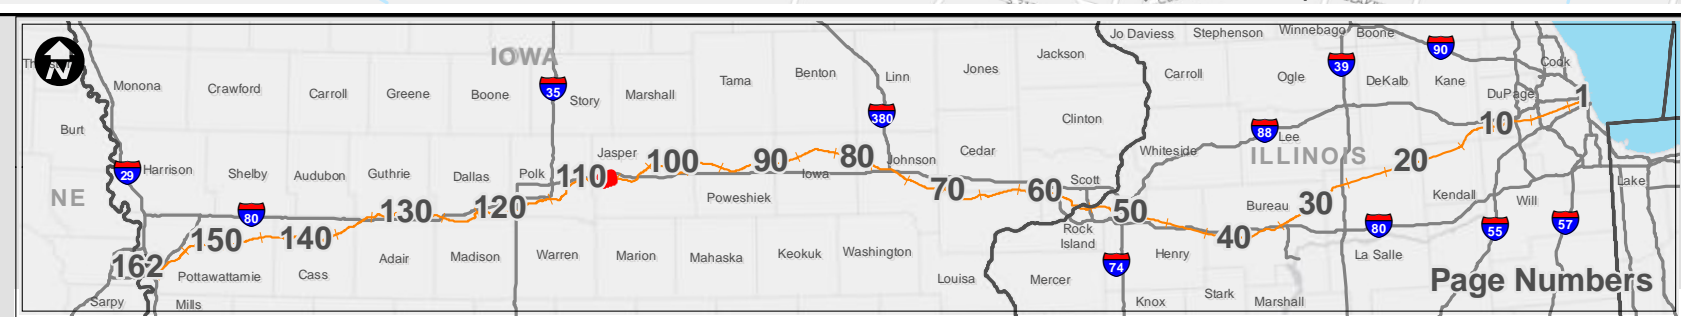 Jo Daviess Stephenson Winnebago Boone
IOWA
Jackson
90
39
Cook
N
Monona Crawford Carroll Greene Boone 35 Story Marshall Tama Benton Linn Jones Carroll Ogle DeKalb Kane DuPage 1
380
Clinton
10
Burt
88 Lee
Whiteside ILLINOIS
Jasper 100 90 80 Johnson Cedar
20
29 Harrison Shelby Audubon Guthrie Dallas Polk 110 Iowa Scott Lake
NE
Poweshiek 70 60 Kendall Will
80 130 120 50 Bureau 30
150 140 Rock
Island 40 80 55 57
162 Pottawattamie Cass Adair Madison Warren Marion Mahaska Keokuk Washington Henry La Salle
74
Louisa Mercer Page Numbers
Sarpy Mills Knox Stark Marshall